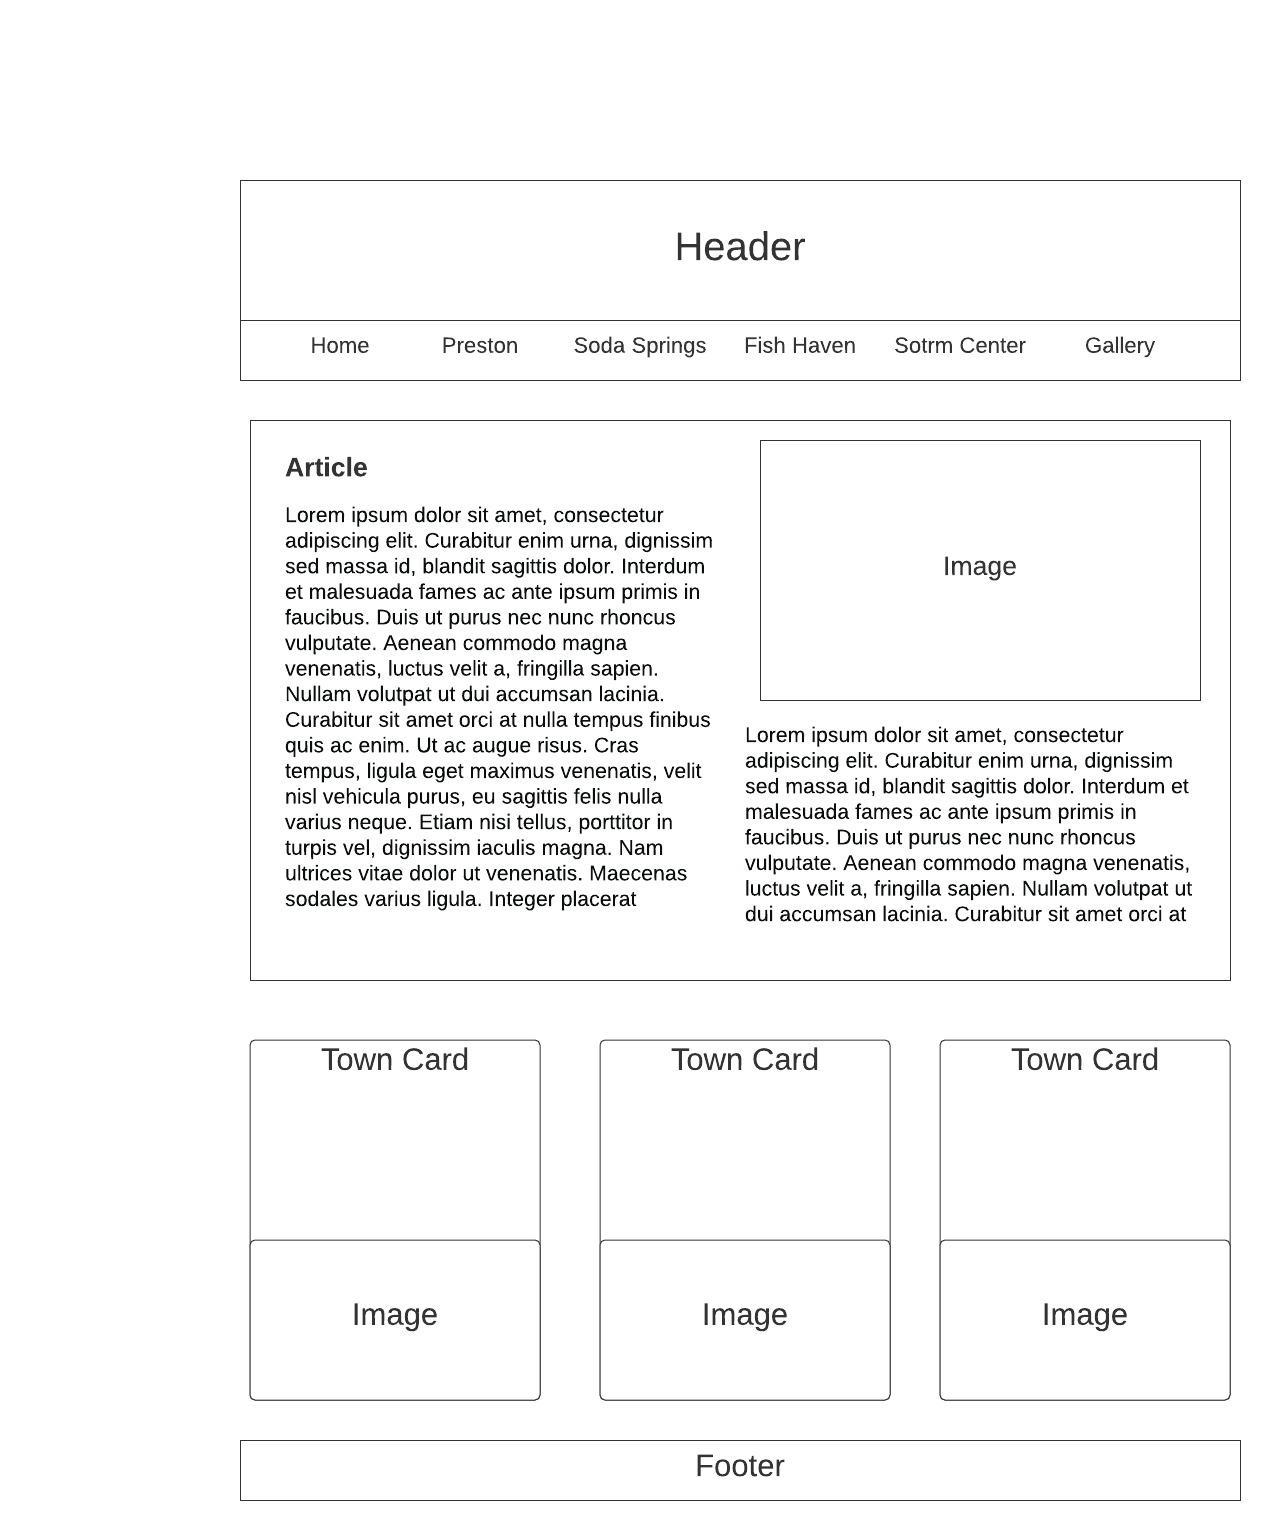 Header
Home Preston Soda Springs Fish Haven Sotrm Center Gallery
Article
Lorem ipsum dolor sit amet, consectetur
adipiscing elit. Curabitur enim urna, dignissim
sed massa id, blandit sagittis dolor. Interdum
et malesuada fames ac ante ipsum primis in
faucibus. Duis ut purus nec nunc rhoncus
vulputate. Aenean commodo magna
venenatis, luctus velit a, fringilla sapien.
Nullam volutpat ut dui accumsan lacinia.
Curabitur sit amet orci at nulla tempus finibus
quis ac enim. Ut ac augue risus. Cras
tempus, ligula eget maximus venenatis, velit
nisl vehicula purus, eu sagittis felis nulla
varius neque. Etiam nisi tellus, porttitor in
turpis vel, dignissim iaculis magna. Nam
ultrices vitae dolor ut venenatis. Maecenas
sodales varius ligula. Integer placerat
Image
Lorem ipsum dolor sit amet, consectetur
adipiscing elit. Curabitur enim urna, dignissim
sed massa id, blandit sagittis dolor. Interdum et
malesuada fames ac ante ipsum primis in
faucibus. Duis ut purus nec nunc rhoncus
vulputate. Aenean commodo magna venenatis,
luctus velit a, fringilla sapien. Nullam volutpat ut
dui accumsan lacinia. Curabitur sit amet orci at
Town Card
Image
Town Card
Image
Town Card
Image
Footer